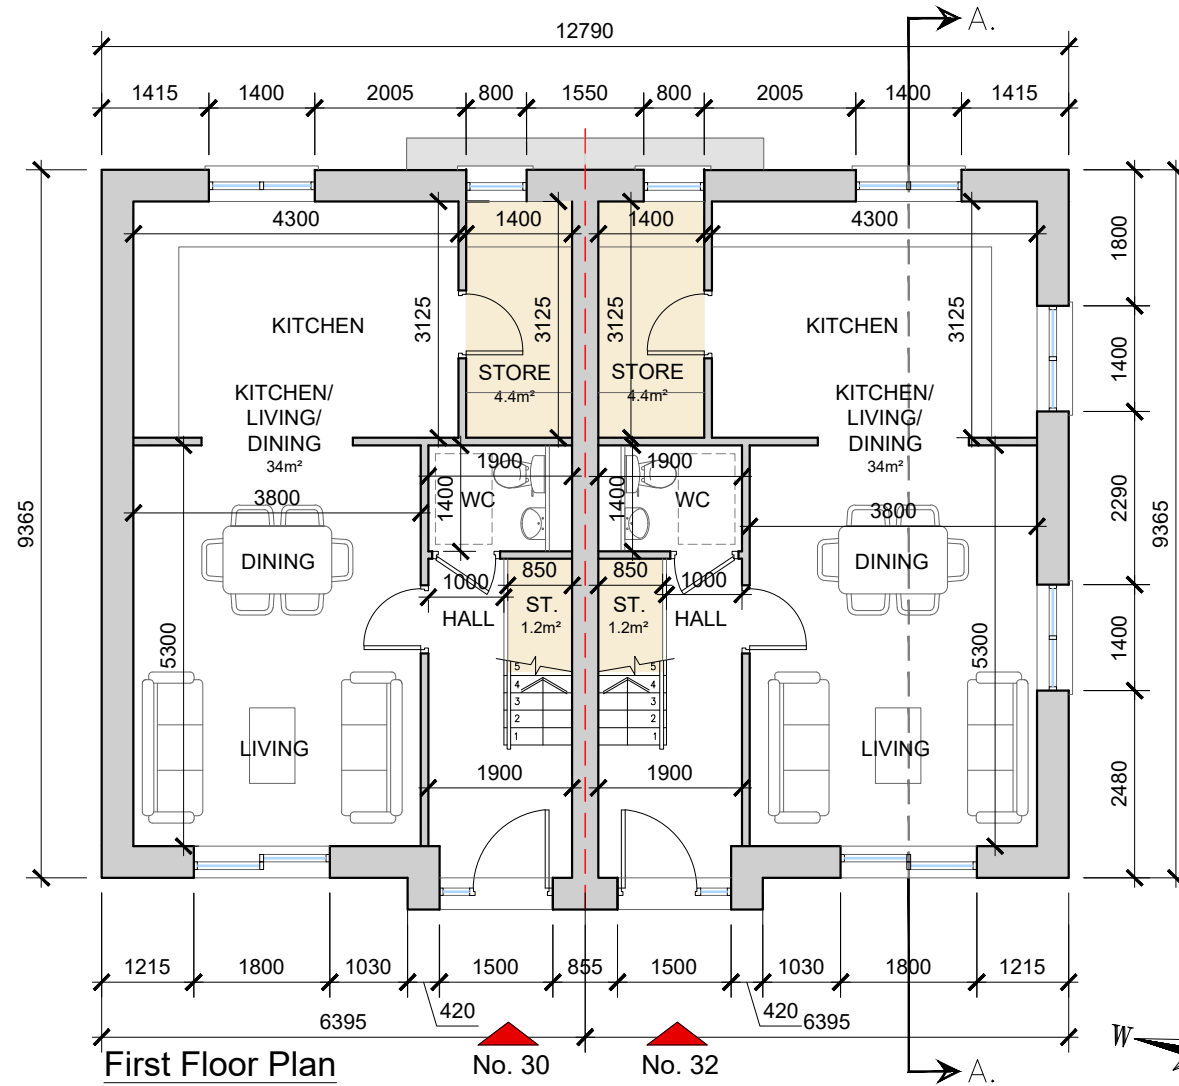 A.
12790
1415 1400 2005 800 1550 800 2005 1400 1415
4300 1400 1400 4300
1800
3125 3125 3125 3125
KITCHEN KITCHEN
1400
STORE STORE
4.4m² 4.4m²
KITCHEN/ KITCHEN/
LIVING/ LIVING/
DINING DINING
34m² 34m²
1900 1900
WC WC
1400 1400
3800 3800
9365 2290 9365
DINING DINING
850 850
1000 1000
ST. ST.
1.2m² 1.2m²
HALL HALL
5300 5300
1400
5 5
4 4
3 3
2 2
1 1
LIVING LIVING
1900 1900
2480
1215 1800 1030 1500 855 1500 1030 1800 1215
420 420
6395 6395
First Floor Plan
No. 30 No. 32
W
A.